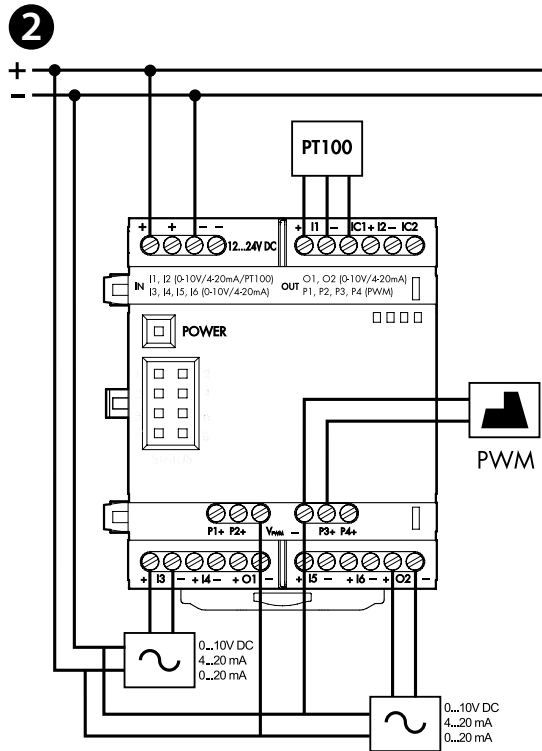 2
+
−
PT100
+ + − − 12...24V DC
+ I1 − IC1 + I2 − IC2
IN I1, I2 (0-10V/4-20mA/PT100) OUT O1, O2 (0-10V/4-20mA)
I3, I4, I5, I6 (0-10V/4-20mA) P1, P2, P3, P4 (PWM)
POWER
PWM
P1+ P2+ VPWM − P3+ P4+
+ I3 − + I4 − + O1 − + I5 − + I6 − + O2 −
0...10V DC
4...20 mA
0...20 mA
0...10V DC
4...20 mA
0...20 mA